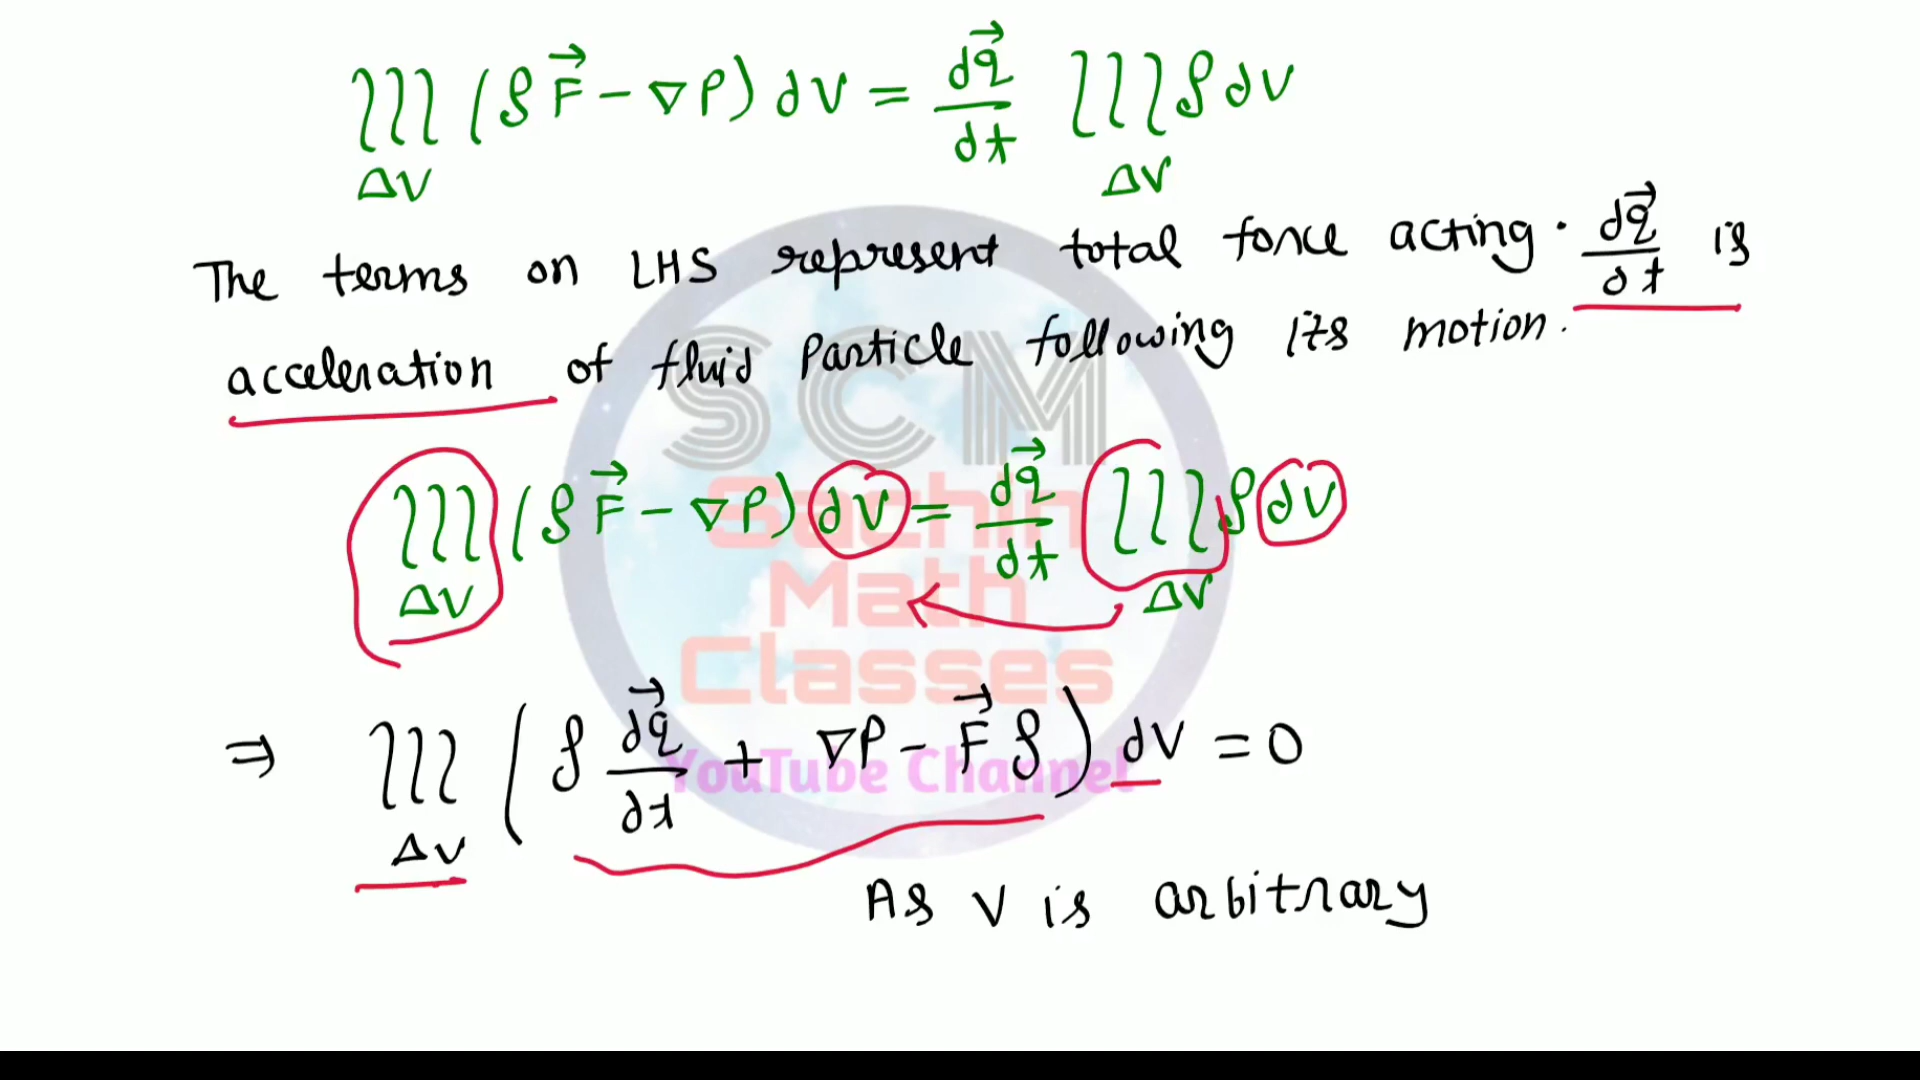 ∭ (ρF⃗ − ∇P) dV = dq⃗/dt ∭ ρdV
ΔV ΔV
The terms on LHS represent total force acting. dq⃗/dt is
acceleration of fluid Particle following its motion.
SCM
∭ (ρF⃗ − ∇P) dV = dq⃗/dt ∭ ρdV
ΔV ΔV
Sachin
Math
Classes
⇒ ∭ (ρ dq⃗/dt + ∇P − F⃗ρ) dV = 0
ΔV
YouTube Channel
As V is arbitrary